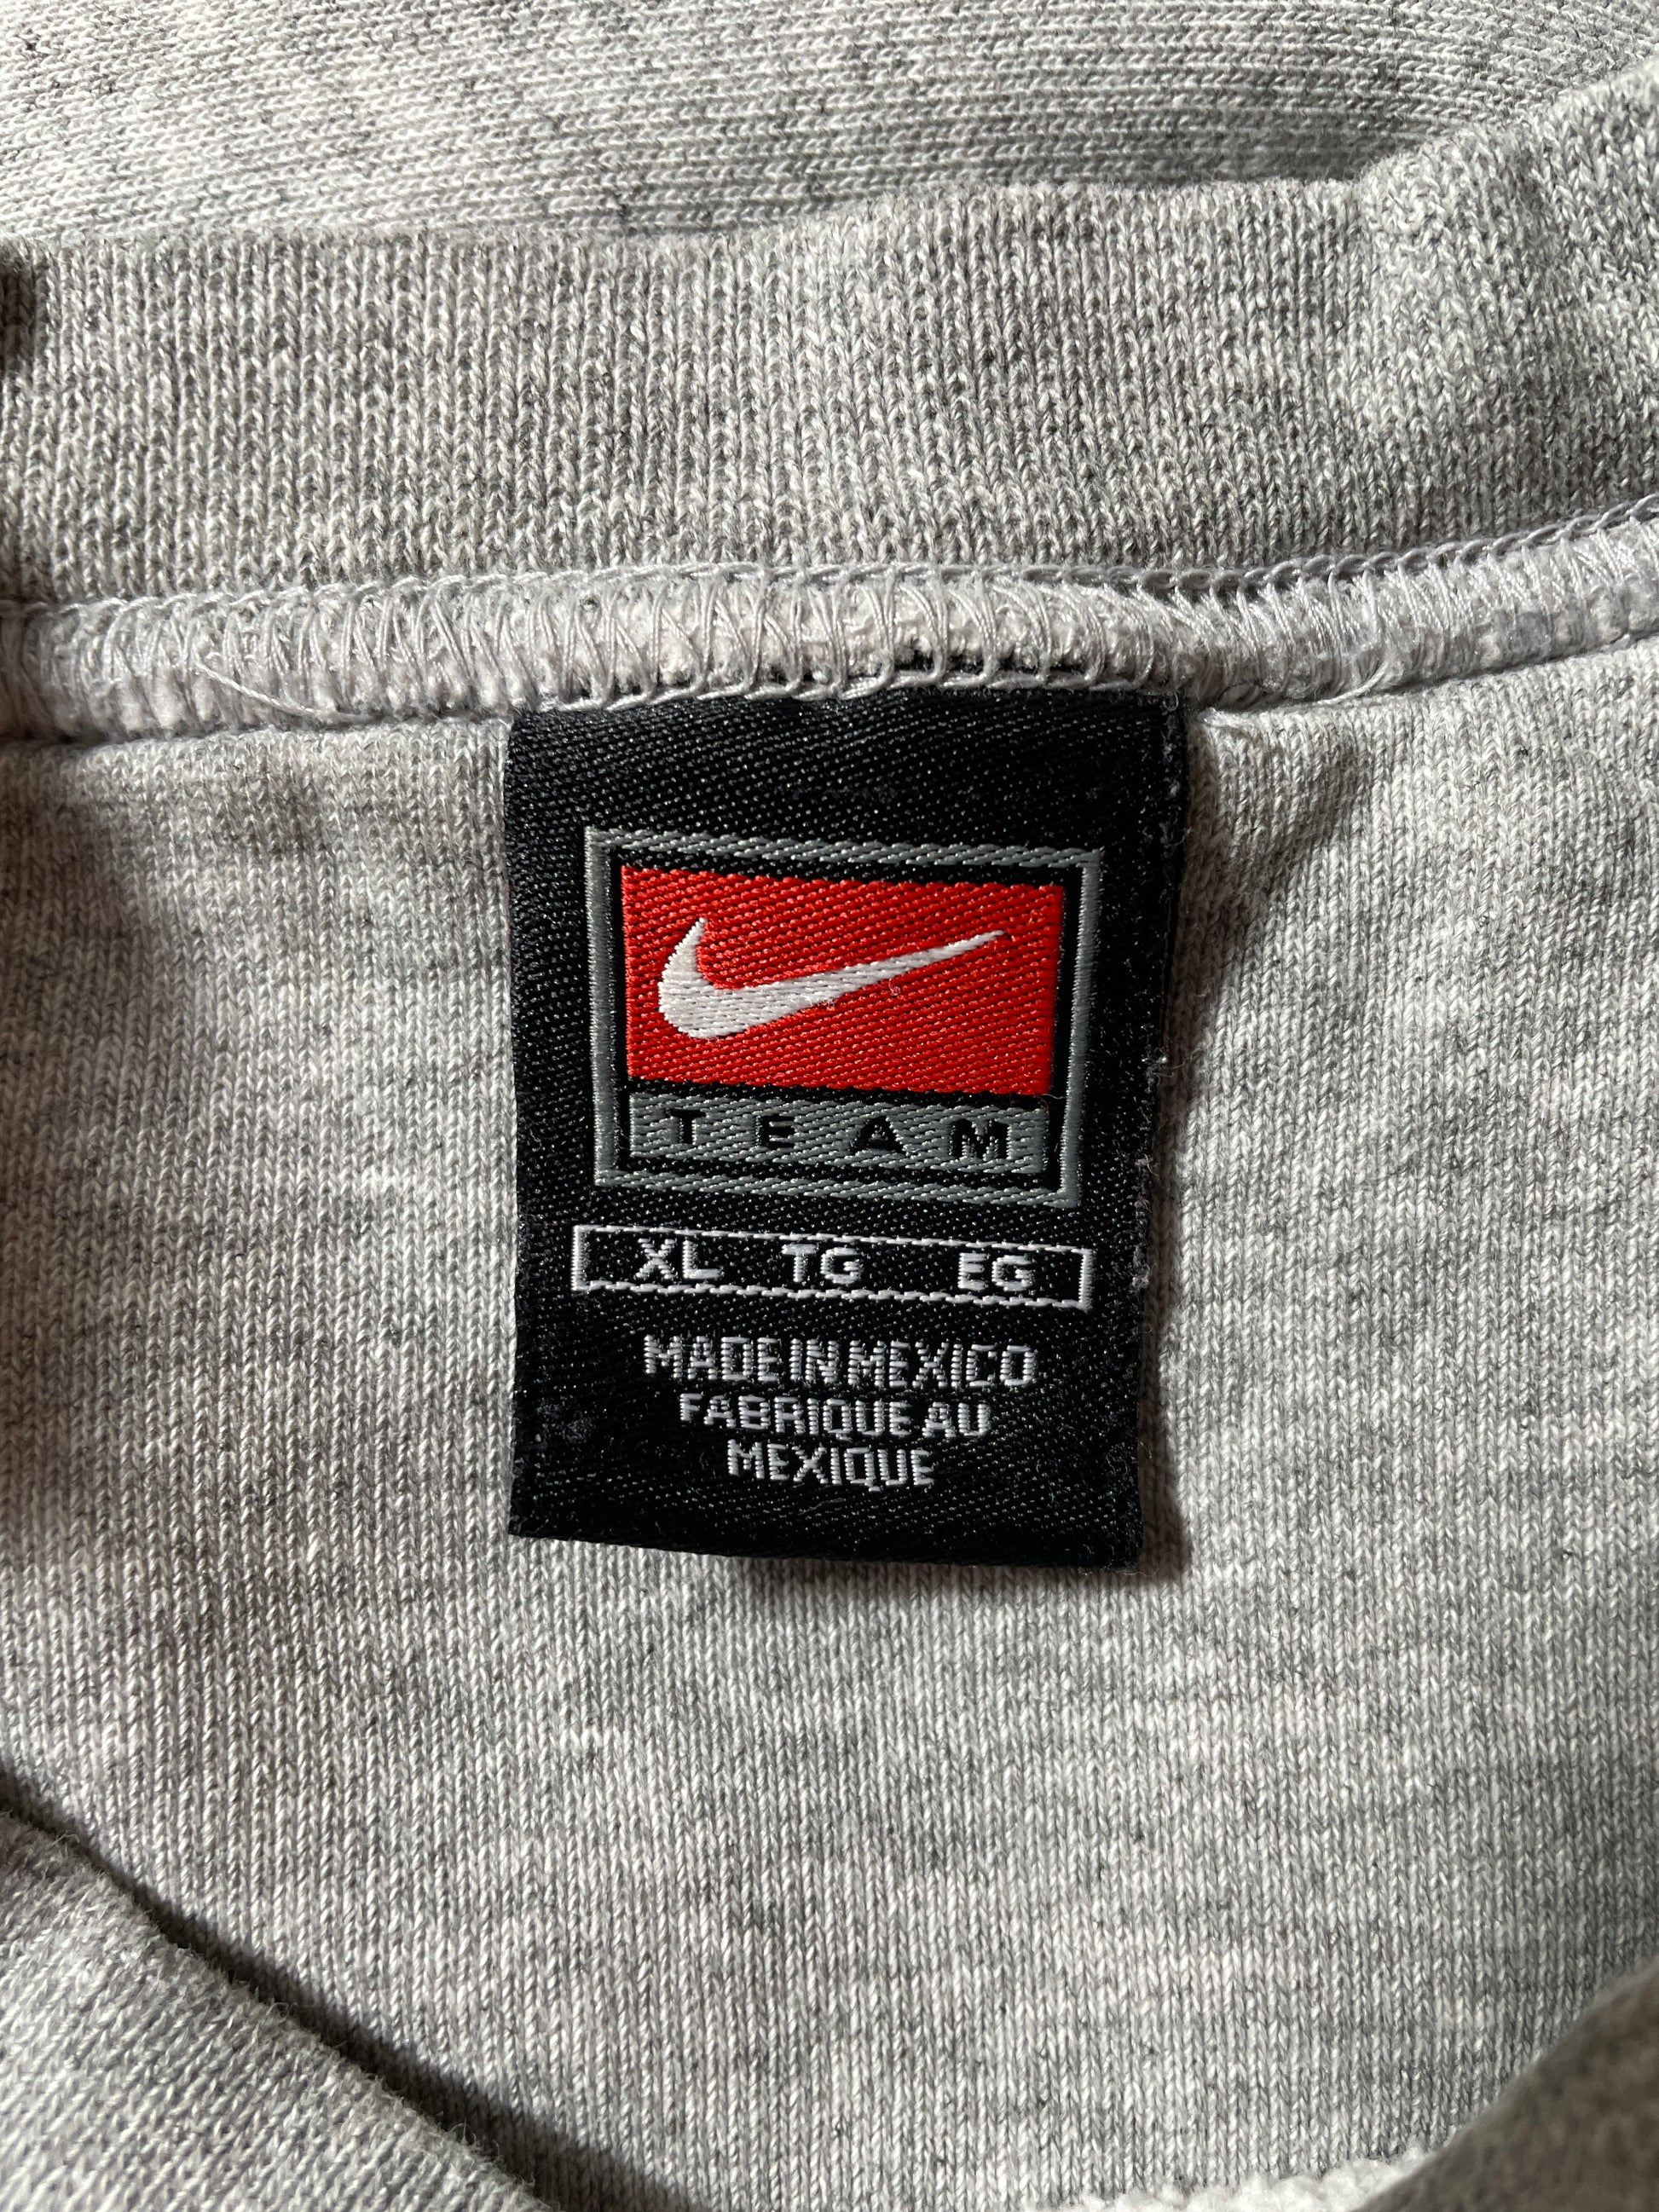 TEAM
XL TG EG
MADE IN MEXICO
FABRIQUE AU
MEXIQUE